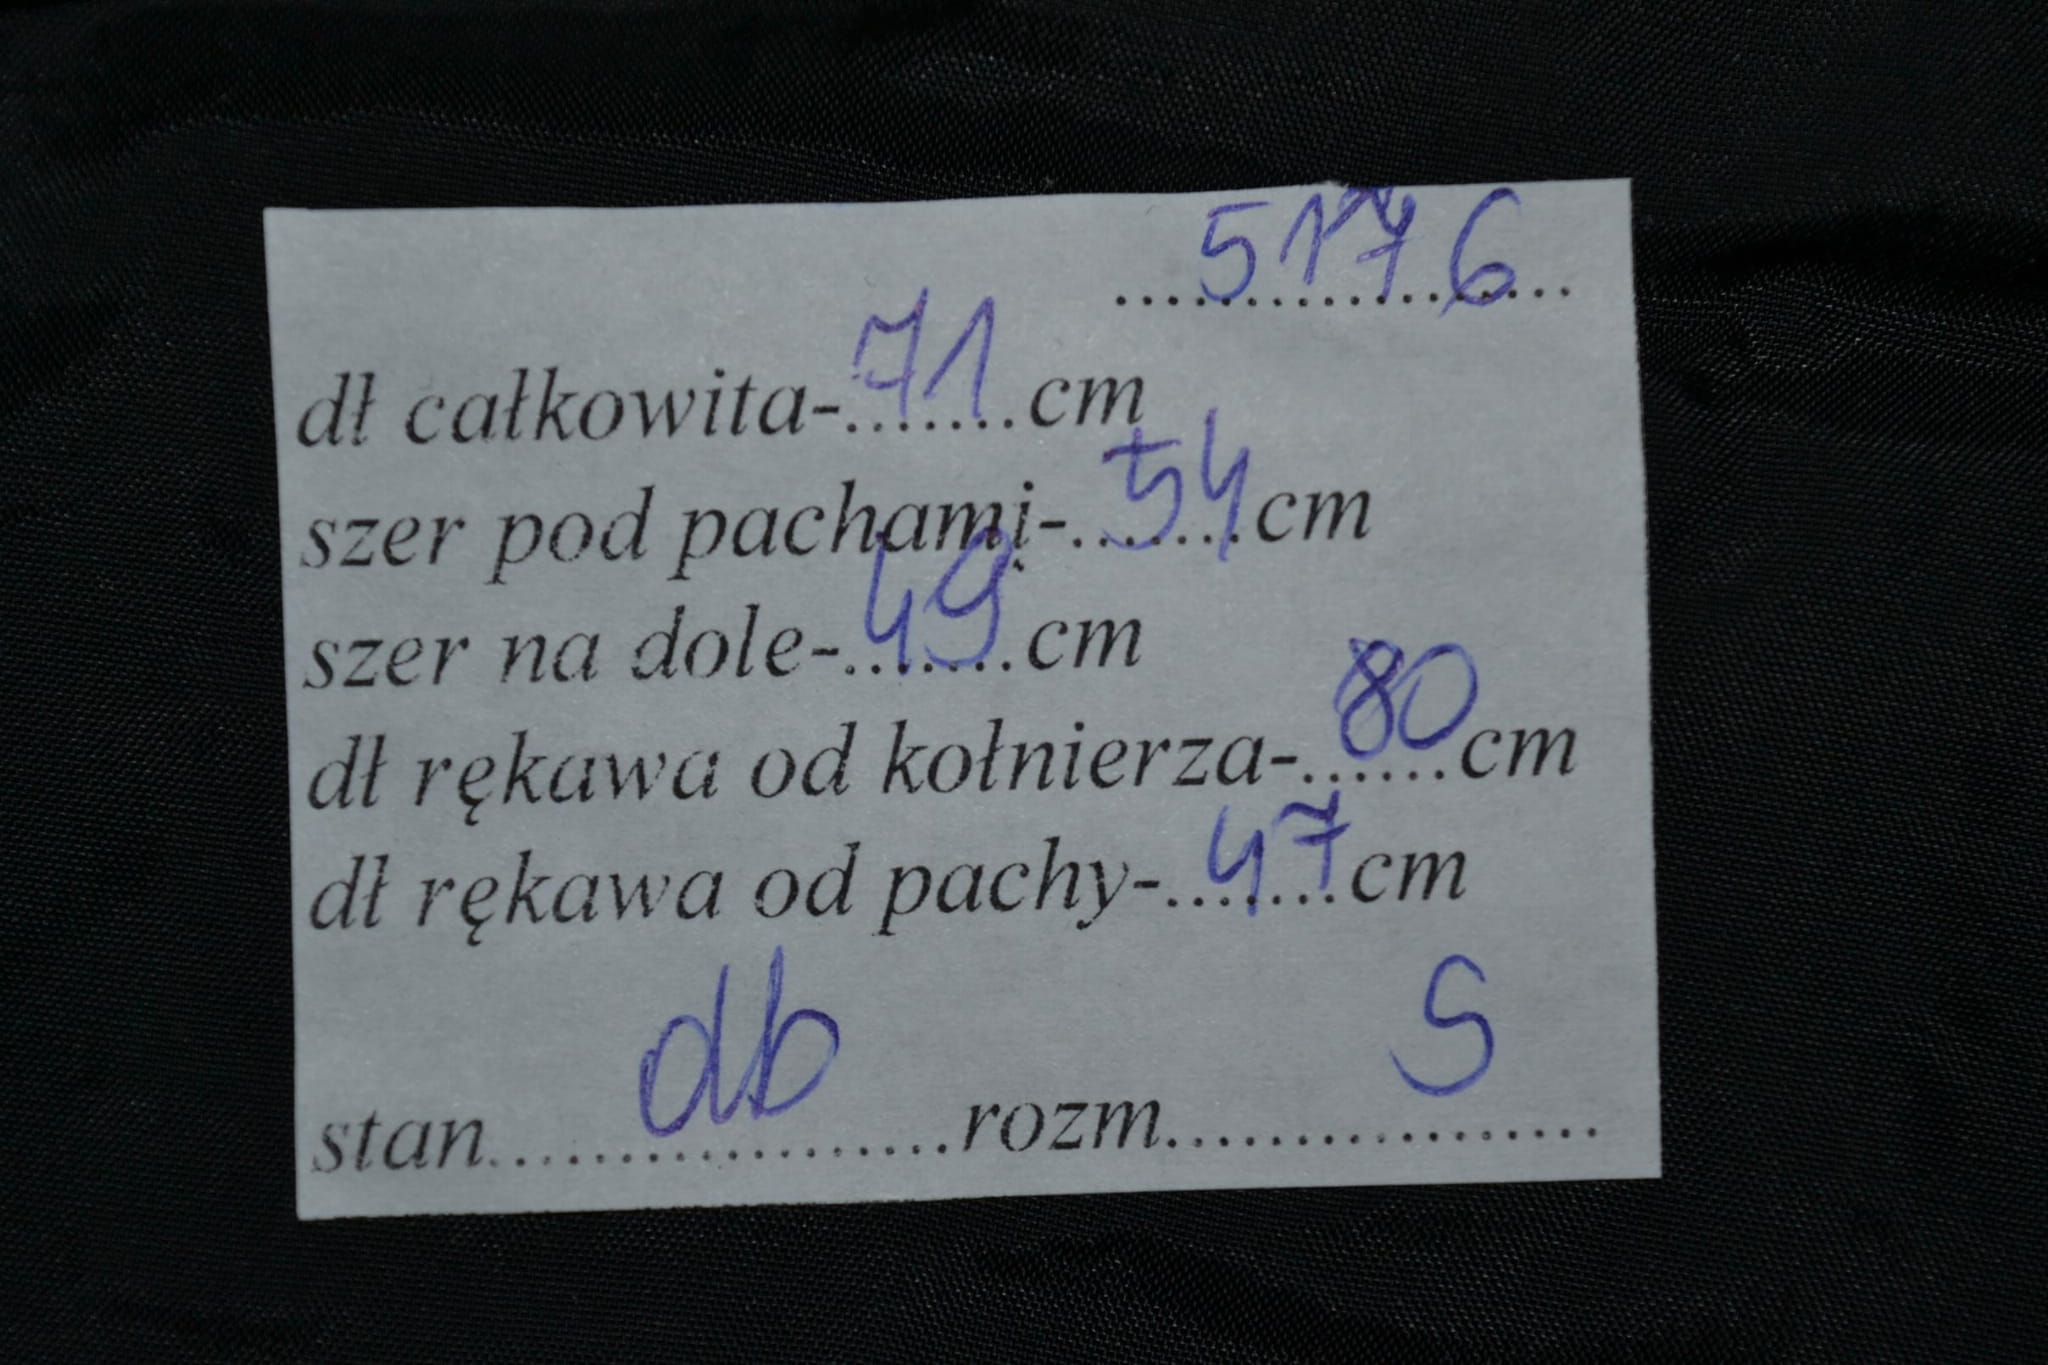 5176
dł całkowita-71cm
szer pod pachami-54cm
szer na dole-49cm
dł rękawa od kołnierza-80cm
dł rękawa od pachy-47cm
stan db rozm S